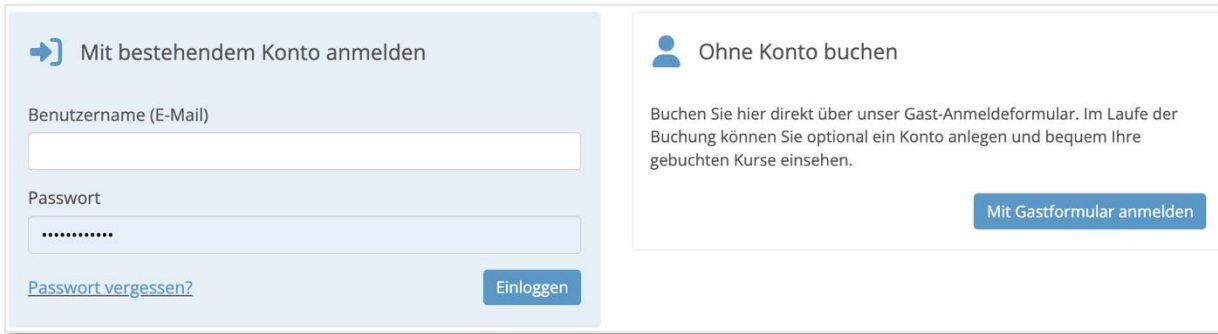 Mit bestehendem Konto anmelden
Benutzername (E-Mail)
Passwort
••••••••••••
Passwort vergessen?
Einloggen
Ohne Konto buchen
Buchen Sie hier direkt über unser Gast-Anmeldeformular. Im Laufe der
Buchung können Sie optional ein Konto anlegen und bequem Ihre
gebuchten Kurse einsehen.
Mit Gastformular anmelden